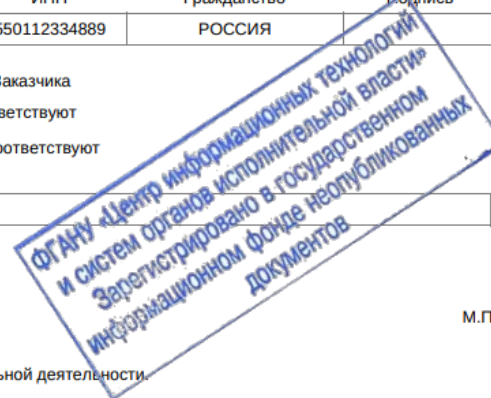 ИНН Гражданство Подпись
550112334889 РОССИЯ
Заказчика
ветствуют
оответствуют
ФГАНУ «Центр информационных технологий
и систем органов исполнительной власти»
Зарегистрировано в государственном
информационном фонде неопубликованных
документов
М.П
ьной деятельности.